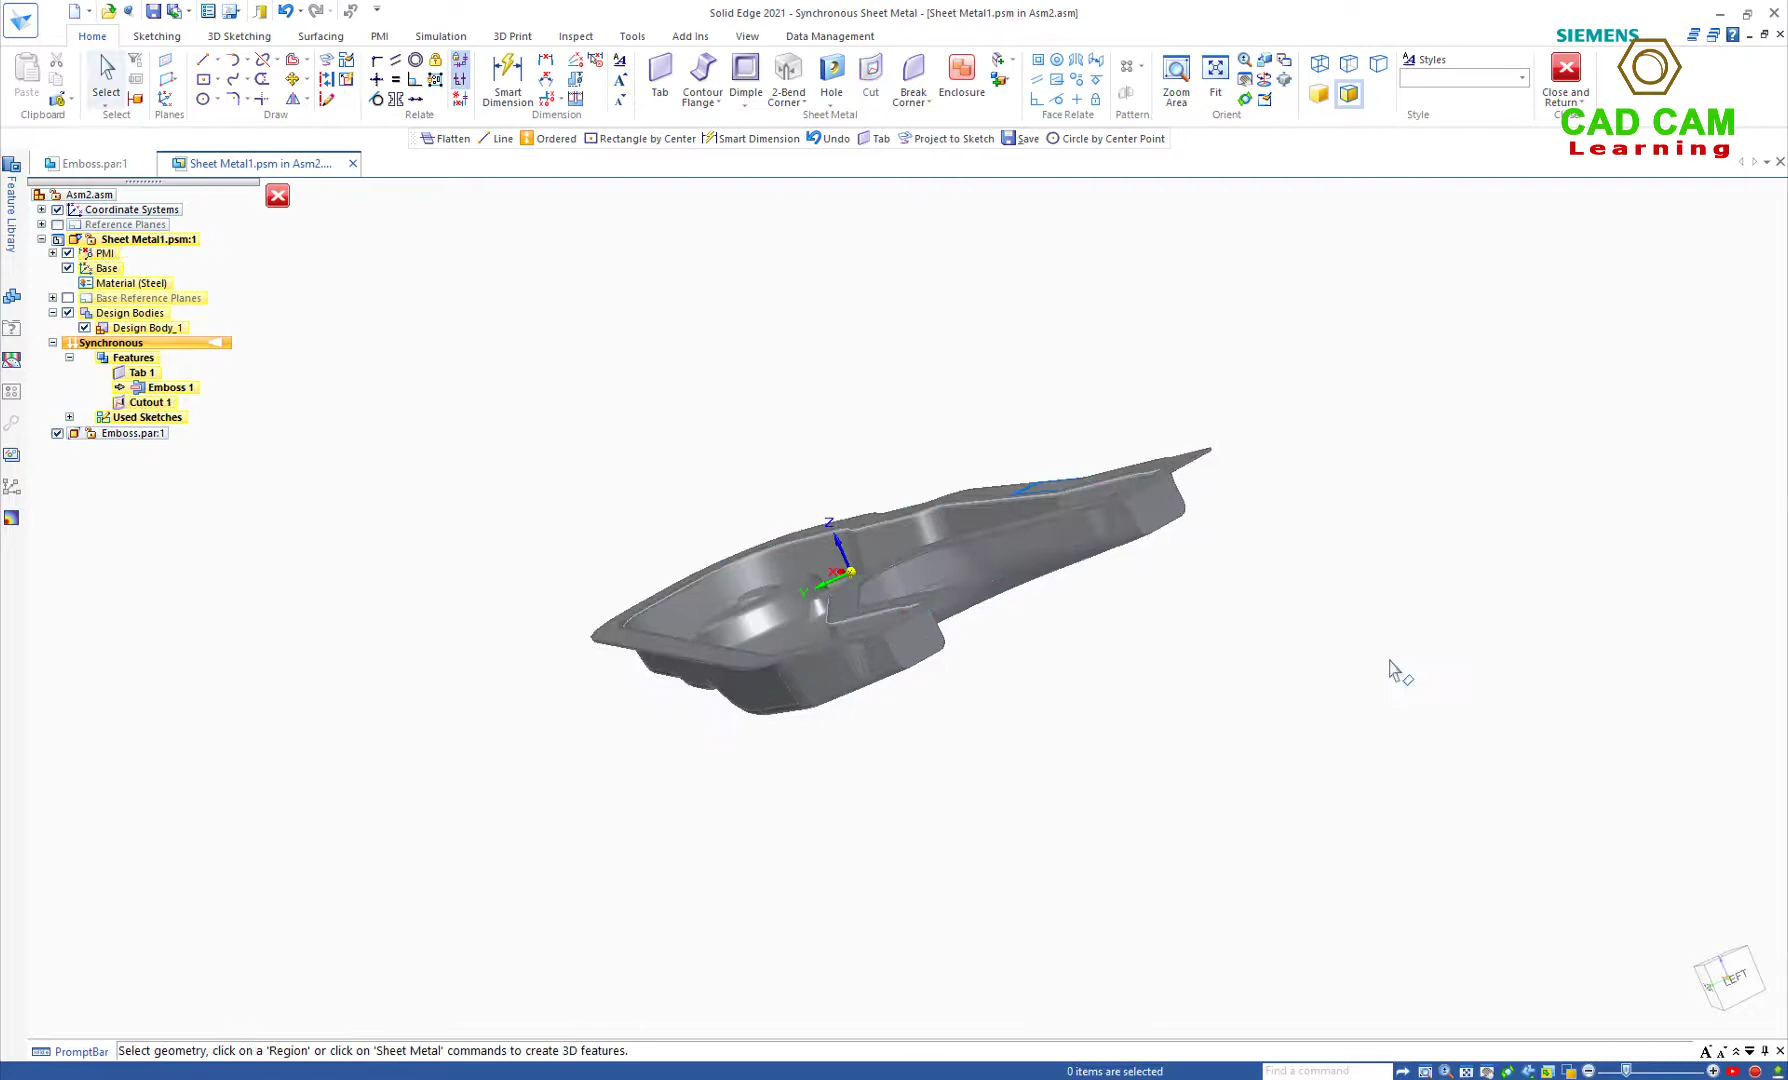 Solid Edge 2021 - Synchronous Sheet Metal - [Sheet Metal1.psm in Asm2.asm]
Home Sketching 3D Sketching Surfacing PMI Simulation 3D Print Inspect Tools Add Ins View Data Management
SIEMENS
Paste
Select
Smart Dimension
Tab
Contour Flange
Dimple
2-Bend Corner
Hole
Cut
Break Corner
Enclosure
Zoom Area
Fit
Styles
Close and Return
Clipboard Select Planes Draw Relate Dimension Sheet Metal Face Relate Pattern Orient Style
CAD CAM
Learning
Flatten Line Ordered Rectangle by Center Smart Dimension Undo Tab Project to Sketch Save Circle by Center Point
Emboss.par:1 Sheet Metal1.psm in Asm2....
Feature Library
Asm2.asm
Coordinate Systems
Reference Planes
Sheet Metal1.psm:1
PMI
Base
Material (Steel)
Base Reference Planes
Design Bodies
Design Body_1
Synchronous
Features
Tab 1
Emboss 1
Cutout 1
Used Sketches
Emboss.par:1
Z
X
Y
LEFT
PromptBar Select geometry, click on a 'Region' or click on 'Sheet Metal' commands to create 3D features.
0 items are selected Find a command